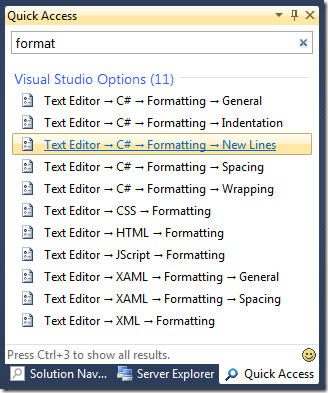 Quick Access
format
Visual Studio Options (11)
Text Editor → C# → Formatting → General
Text Editor → C# → Formatting → Indentation
Text Editor → C# → Formatting → New Lines
Text Editor → C# → Formatting → Spacing
Text Editor → C# → Formatting → Wrapping
Text Editor → CSS → Formatting
Text Editor → HTML → Formatting
Text Editor → JScript → Formatting
Text Editor → XAML → Formatting → General
Text Editor → XAML → Formatting → Spacing
Text Editor → XML → Formatting
Press Ctrl+3 to show all results.
Solution Nav... Server Explorer Quick Access